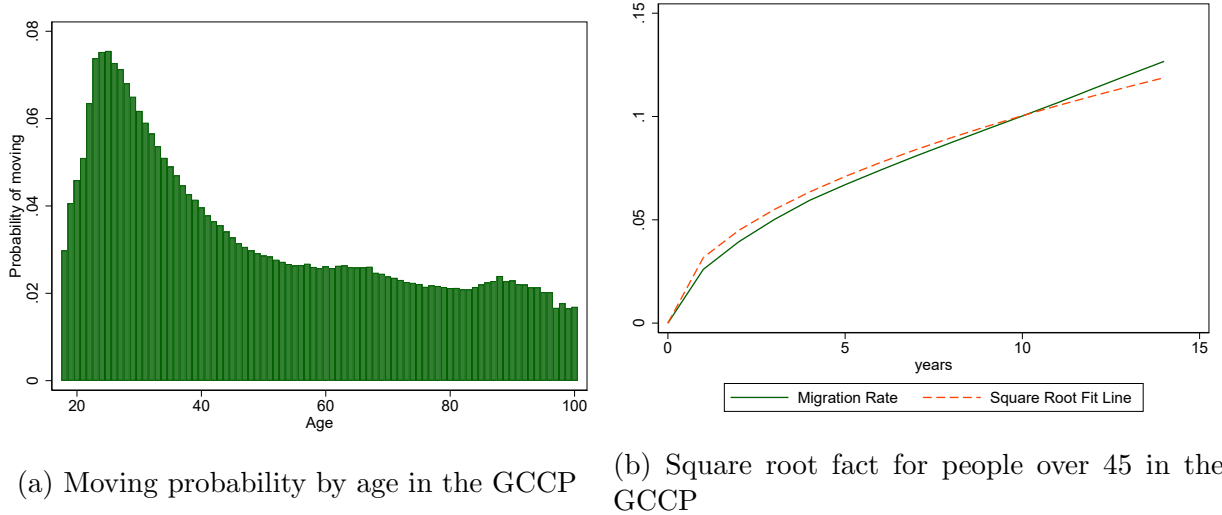 .08
.06
.04
.02
0
Probability of moving
20 40 60 80 100
Age
(a) Moving probability by age in the GCCP
.15
.1
.05
0
0 5 10 15
years
Migration Rate Square Root Fit Line
(b) Square root fact for people over 45 in the
GCCP